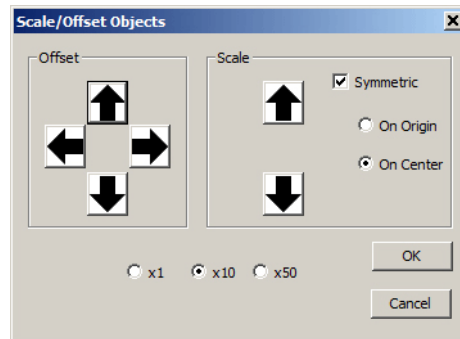 Scale/Offset Objects
Offset
Scale
Symmetric
On Origin
On Center
x1
x10
x50
OK
Cancel